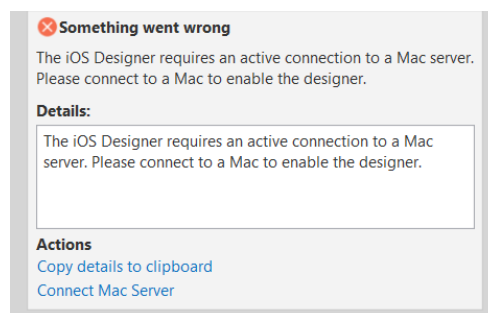 Something went wrong
The iOS Designer requires an active connection to a Mac server.
Please connect to a Mac to enable the designer.
Details:
The iOS Designer requires an active connection to a Mac
server. Please connect to a Mac to enable the designer.
Actions
Copy details to clipboard
Connect Mac Server